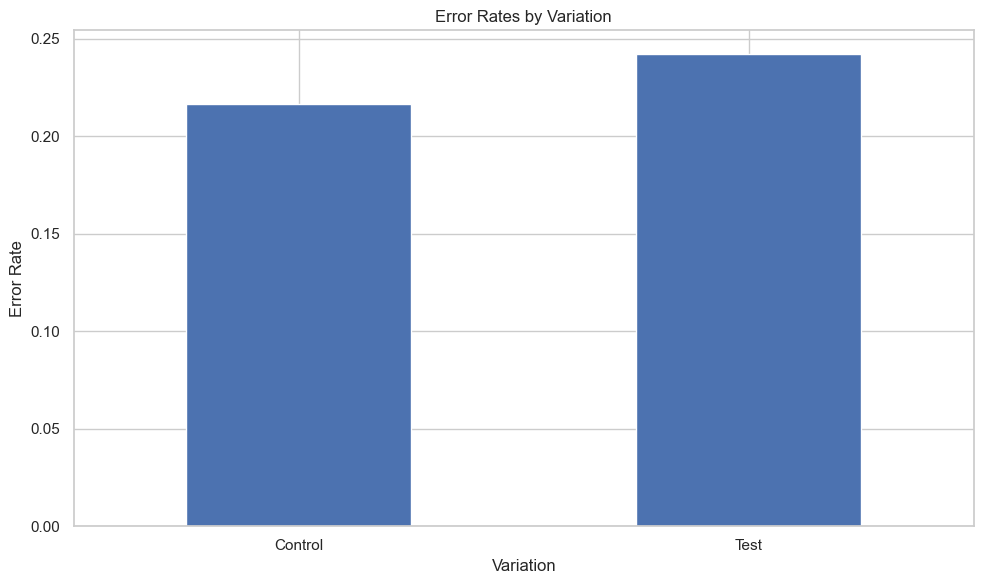 Error Rates by Variation
0.25
0.20
0.15
0.10
0.05
0.00
Error Rate
Control
Test
Variation